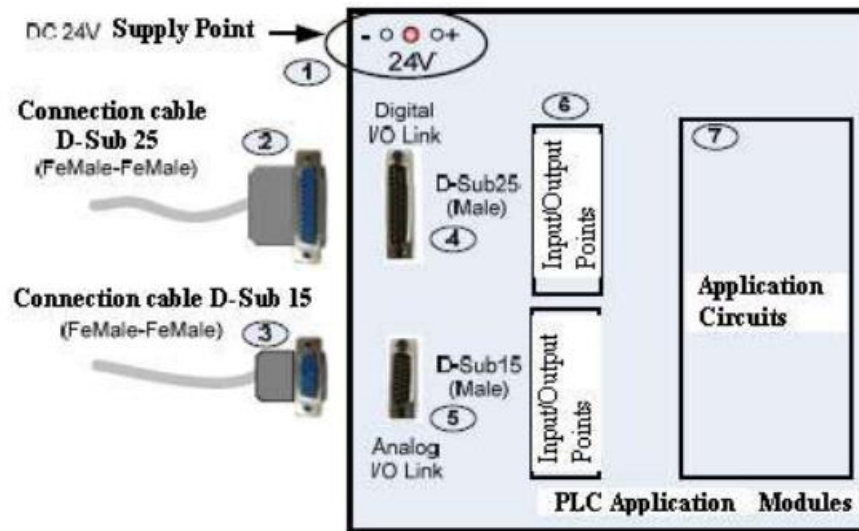 DC 24V Supply Point
- +
24V
1
Connection cable
D-Sub 25
(FeMale-FeMale)
2
Digital
I/O Link
D-Sub25
(Male)
4
6
Input/Output
Points
7
Application
Circuits
Connection cable D-Sub 15
(FeMale-FeMale)
3
D-Sub15
(Male)
5
Analog
I/O Link
Input/Output
Points
PLC Application Modules